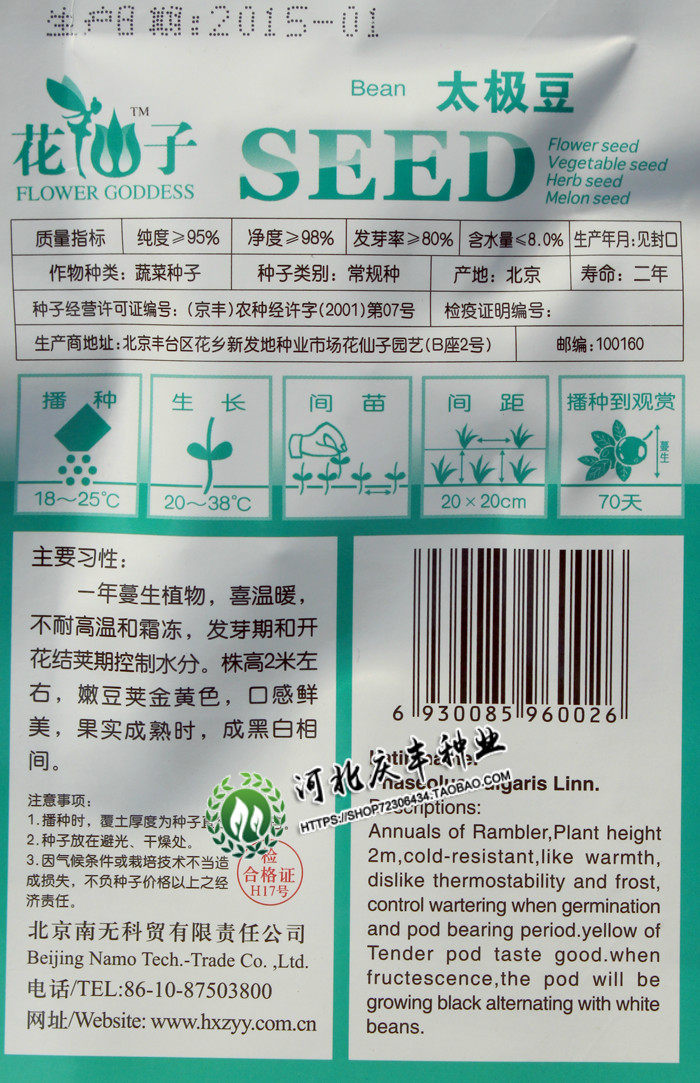 生产日期:2015-01
Bean 太极豆
花仙子 TM
FLOWER GODDESS
SEED
Flower seed
Vegetable seed
Herb seed
Melon seed
质量指标 纯度≥95% 净度≥98% 发芽率≥80% 含水量≤8.0% 生产年月:见封口
作物种类: 蔬菜种子 种子类别: 常规种 产地: 北京 寿命: 二年
种子经营许可证编号: (京丰)农种经许字(2001)第07号 检疫证明编号:
生产商地址:北京丰台区花乡新发地种业市场花仙子园艺(B座2号) 邮编:100160
播种 生长 间苗 间距 播种到观赏
蔓生
18～25℃ 20～38℃ 20×20cm 70天
主要习性:
一年蔓生植物，喜温暖，
不耐高温和霜冻，发芽期和开
花结荚期控制水分。株高2米左
右，嫩豆荚金黄色，口感鲜
美，果实成熟时，成黑白相
间。
注意事项:
1.播种时，覆土厚度为种子
2.种子放在避光、干燥处。
3.因气候条件或栽培技术不当造
成损失，不负种子价格以上之经
济责任。
检
合格证
H17号
北京南无科贸有限责任公司
Beijing Namo Tech.-Trade Co. ,Ltd.
电话/TEL:86-10-87503800
网址/Website: www.hxzyy.com.cn
6 930085 960026
河北庆丰种业
HTTPS://SHOP72306434.TAOBAO.COM
Linn.
Descriptions:
Annuals of Rambler,Plant height
2m,cold-resistant,like warmth,
dislike thermostability and frost,
control wartering when germination
and pod bearing period.yellow of
Tender pod taste good.when
fructescence,the pod will be
growing black alternating with white
beans.